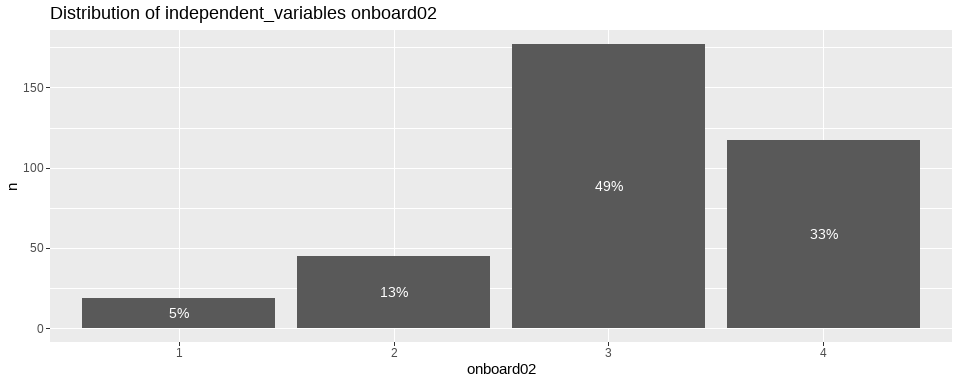 Distribution of independent_variables onboard02
150
100
50
0
n
49%
33%
13%
5%
1 2 3 4
onboard02